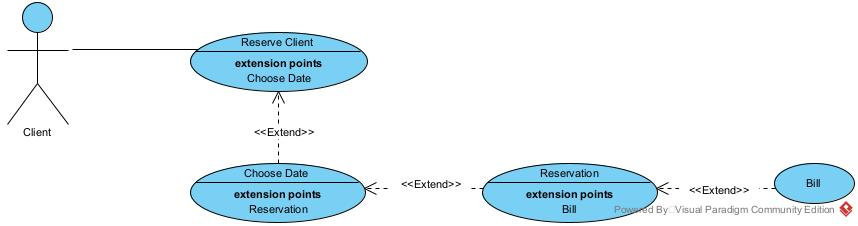 Reserve Client
extension points
Choose Date
Client
<<Extend>>
Choose Date
extension points
Reservation
<<Extend>>
Reservation
extension points
Bill
<<Extend>>
Bill
Powered By Visual Paradigm Community Edition